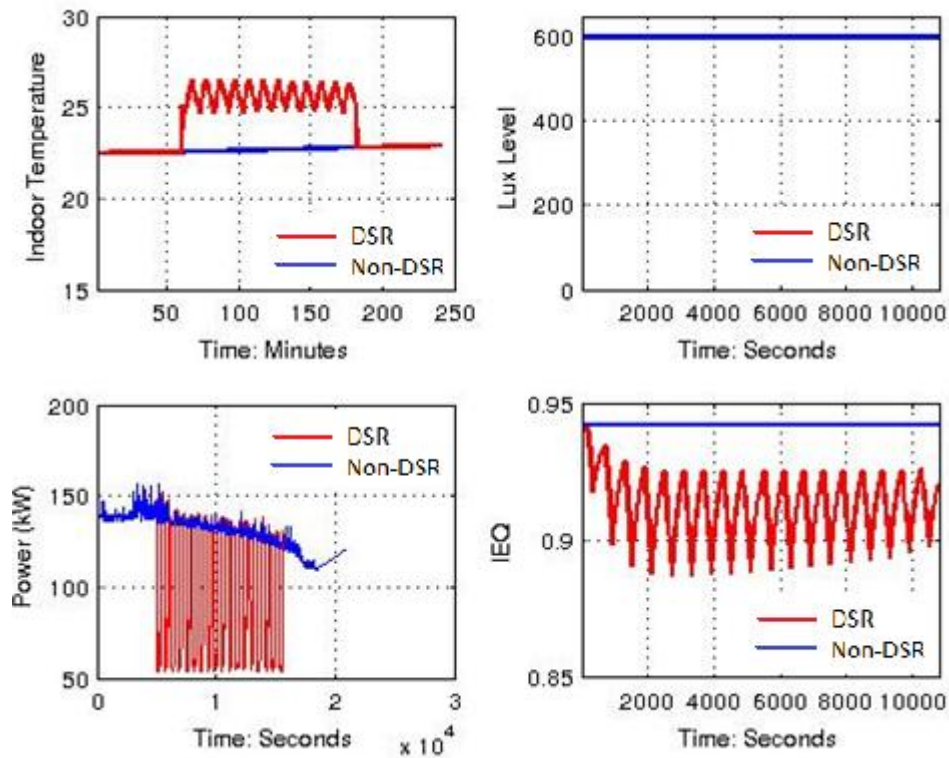 30
25
20
15
Indoor Temperature
DSR
Non-DSR
0
50
100
150
200
250
Time: Minutes
600
400
200
0
Lux Level
DSR
Non-DSR
2000 4000 6000 8000 10000
Time: Seconds
200
150
100
50
Power (kW)
DSR
Non-DSR
0
1
2
3
Time: Seconds
x 10^4
0.95
0.9
0.85
IEQ
DSR
Non-DSR
2000 4000 6000 8000 10000
Time: Seconds